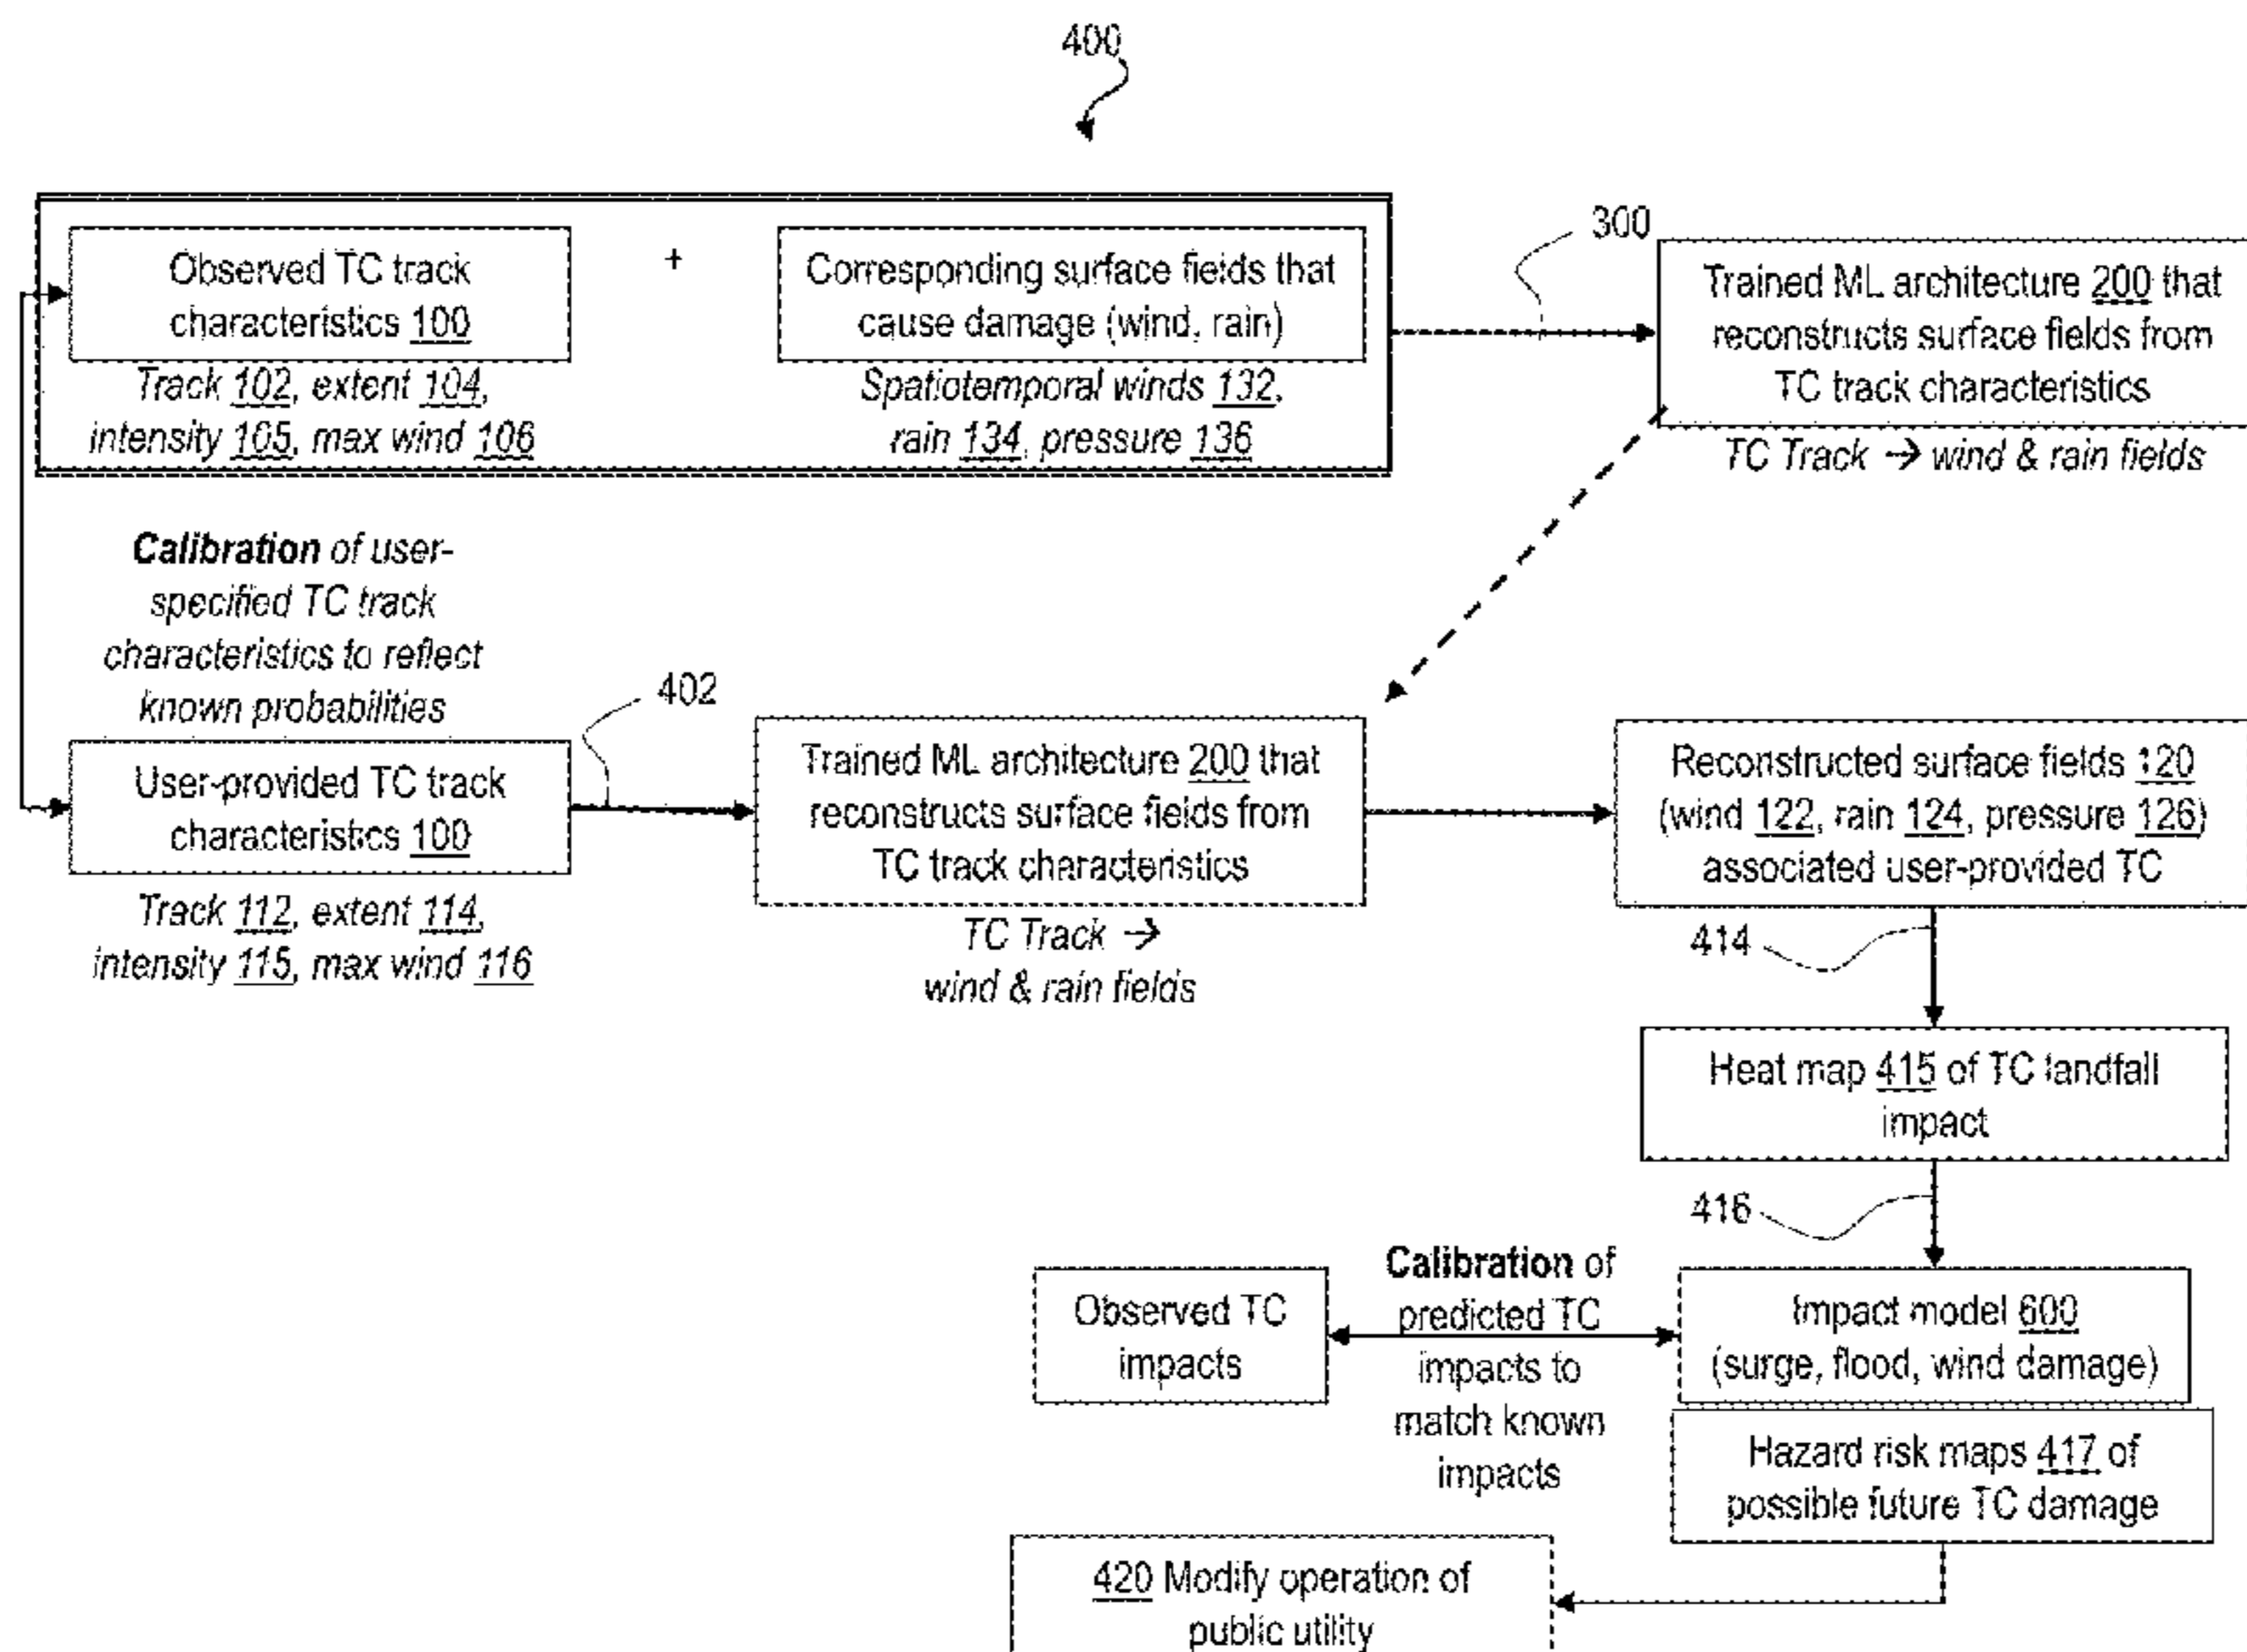 400
Observed TC track
characteristics 100
Track 102, extent 104,
intensity 105, max wind 106
+
Corresponding surface fields that
cause damage (wind, rain)
Spatiotemporal winds 132,
rain 134, pressure 136
300
Trained ML architecture 200 that
reconstructs surface fields from
TC track characteristics
TC Track → wind & rain fields
Calibration of user-
specified TC track
characteristics to reflect
known probabilities
User-provided TC track
characteristics 100
Track 112, extent 114,
intensity 115, max wind 116
402
Trained ML architecture 200 that
reconstructs surface fields from
TC track characteristics
TC Track →
wind & rain fields
Reconstructed surface fields 120
(wind 122, rain 124, pressure 126)
associated user-provided TC
414
Heat map 415 of TC landfall
impact
416
Observed TC
impacts
Calibration of
predicted TC
impacts to
match known
impacts
Impact model 600
(surge, flood, wind damage)
Hazard risk maps 417 of
possible future TC damage
420 Modify operation of
public utility